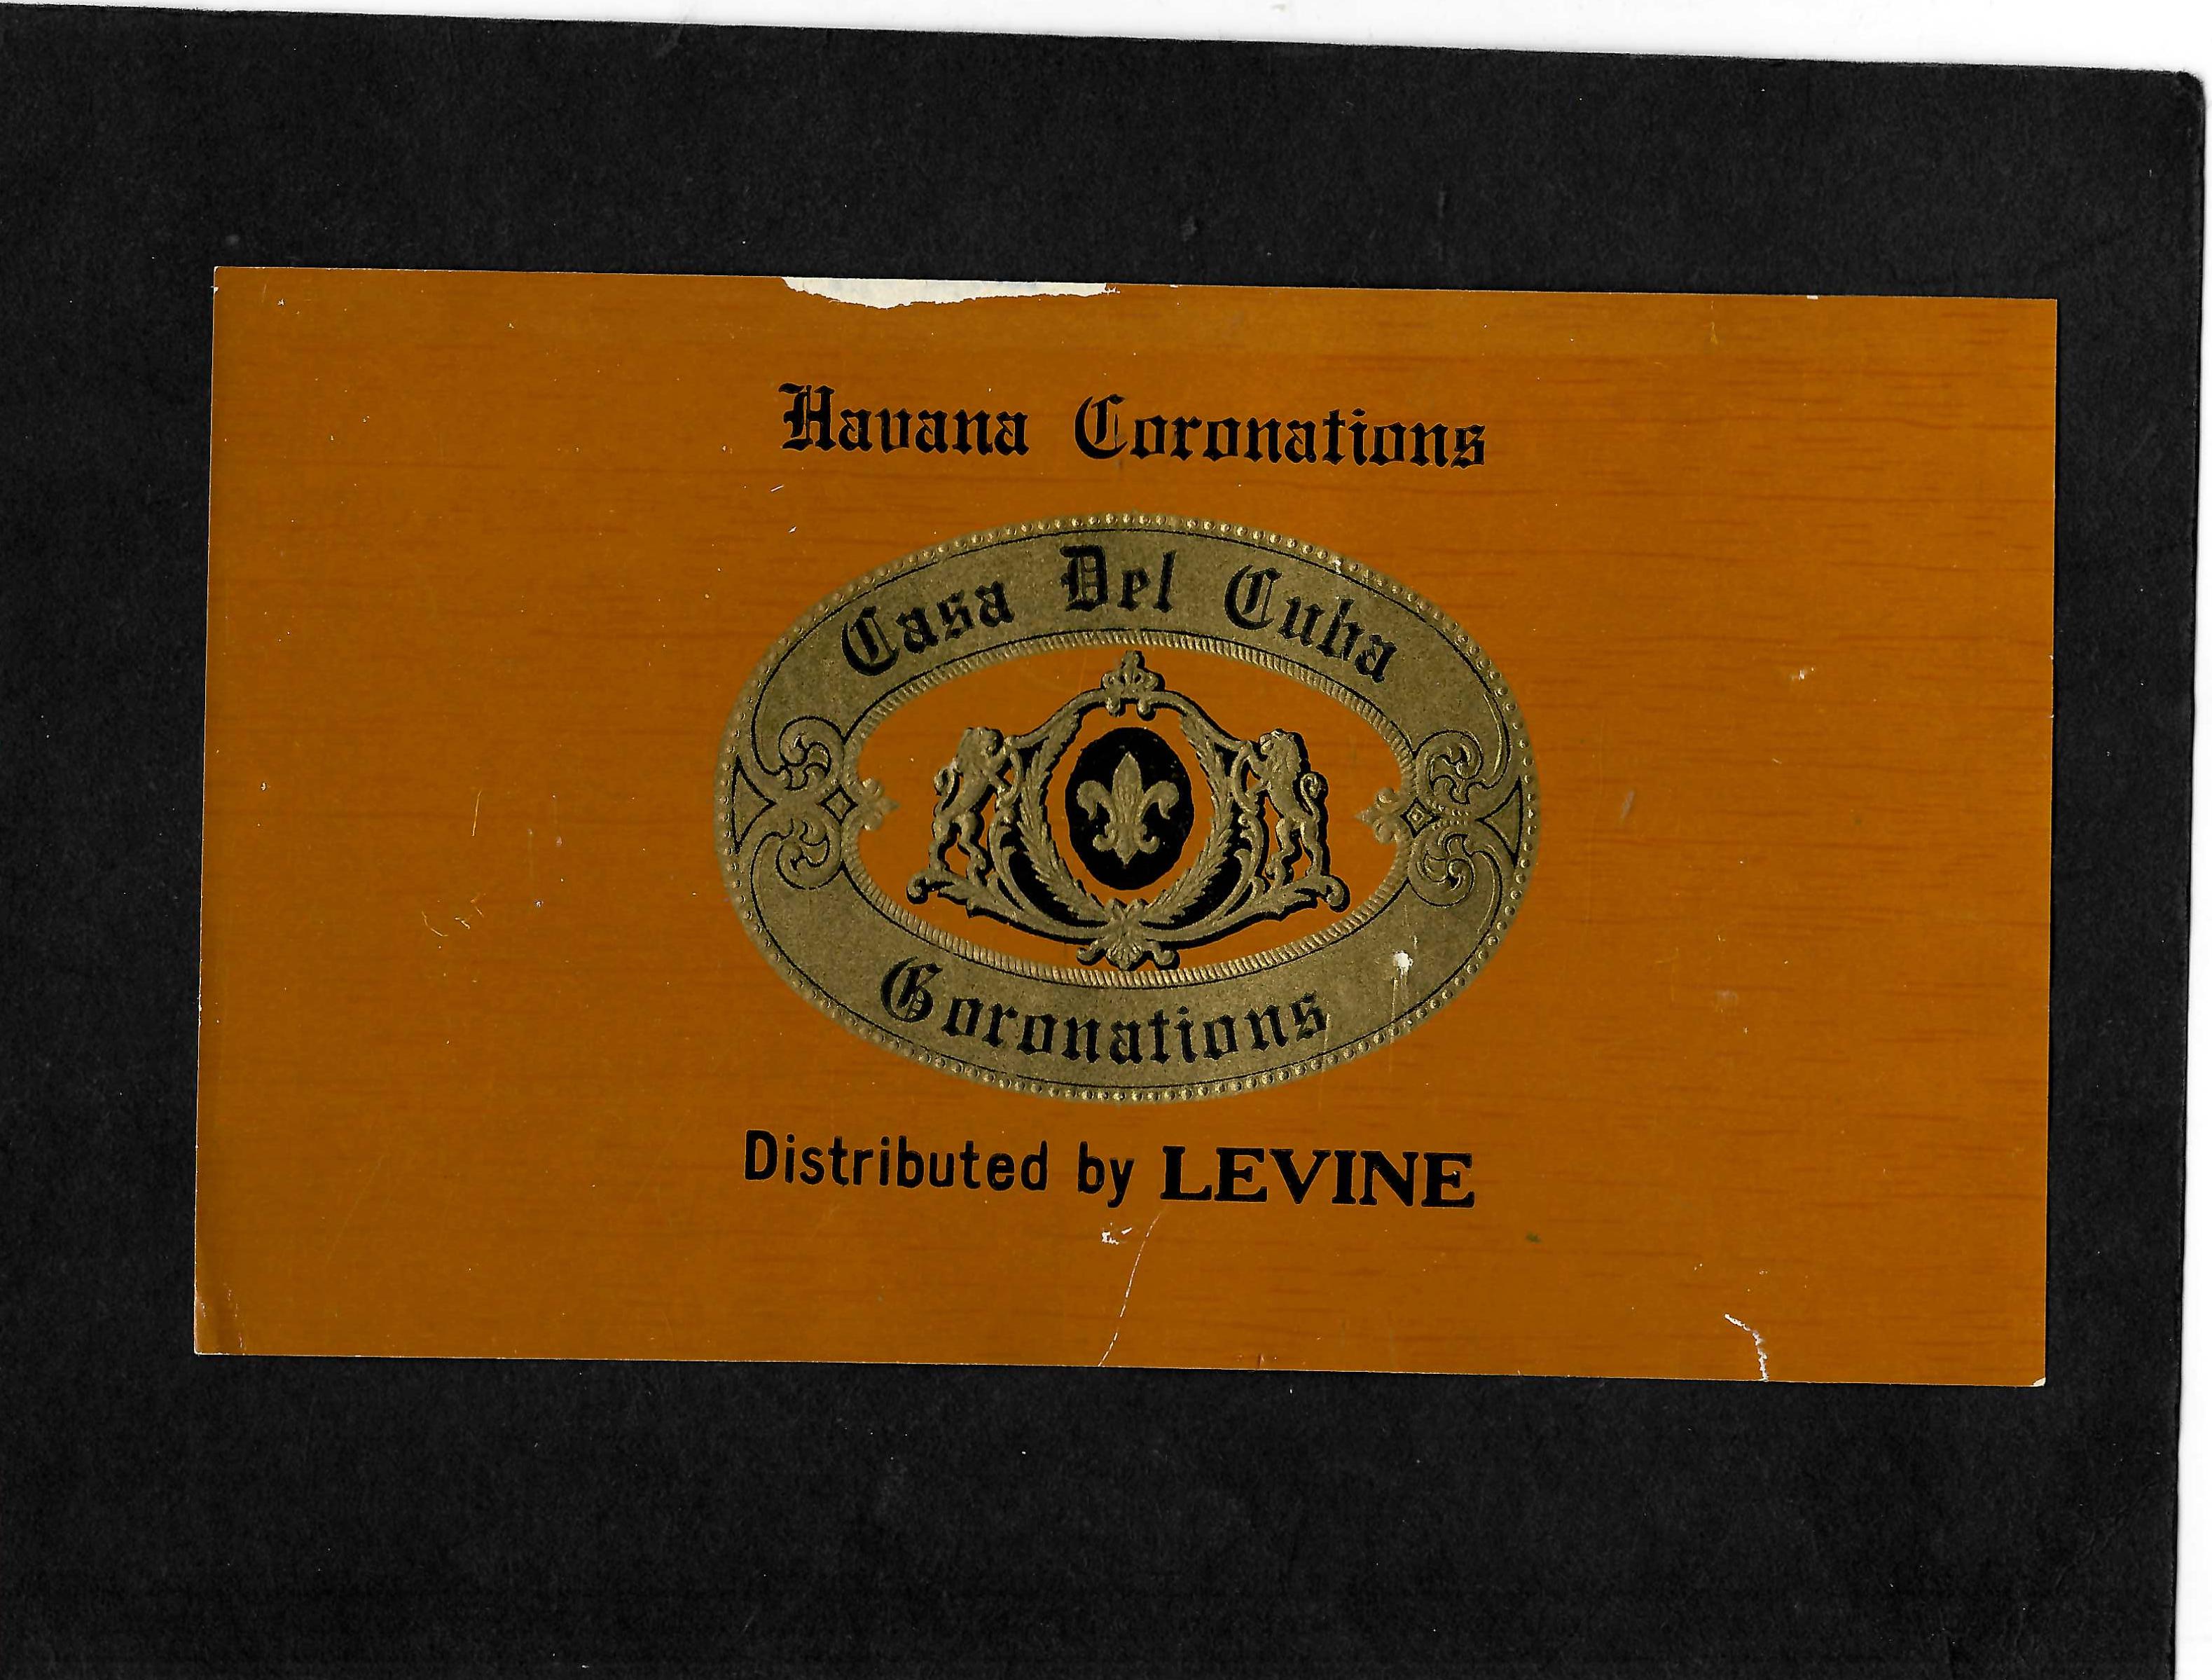 Havana Coronations
Casa Del Cuba
Coronations
Distributed by LEVINE